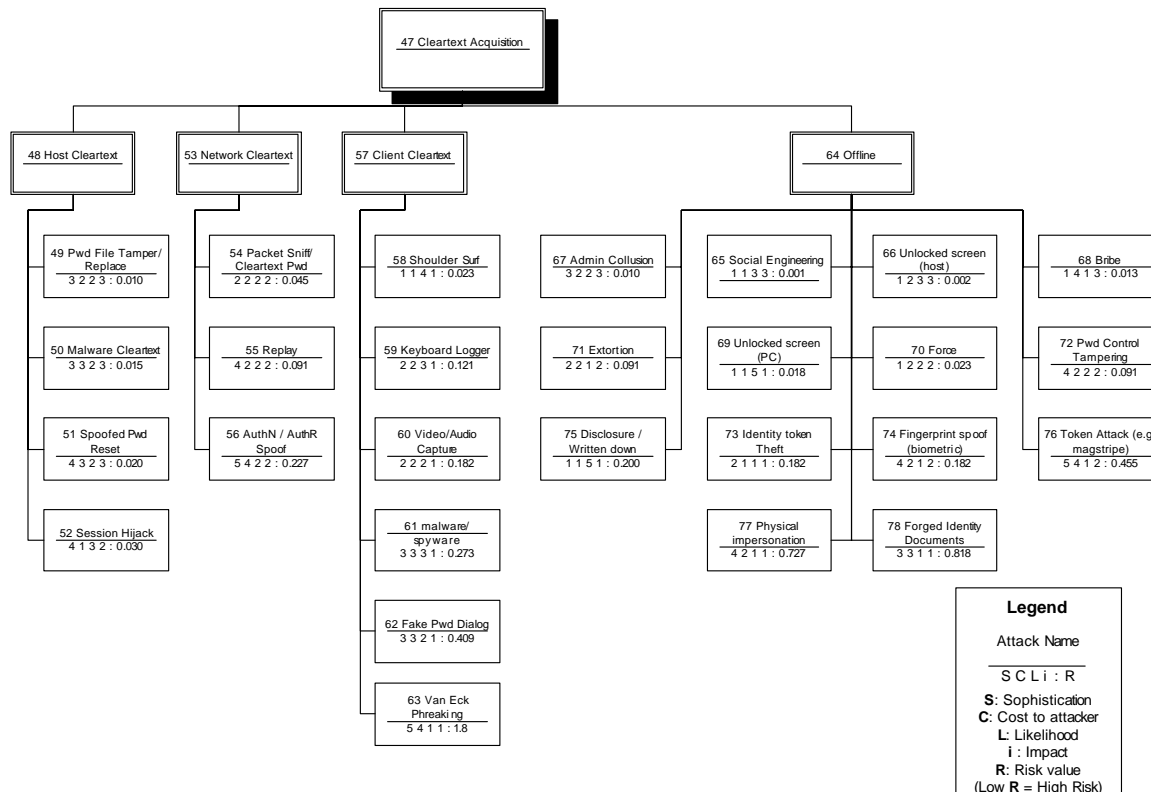 47 Cleartext Acquisition
48 Host Cleartext
53 Network Cleartext
57 Client Cleartext
64 Offline
49 Pwd File Tamper/
Replace
3 2 2 3 : 0.010
50 Malware Cleartext
3 3 2 3 : 0.015
51 Spoofed Pwd
Reset
4 3 2 3 : 0.020
52 Session Hijack
4 1 3 2 : 0.030
54 Packet Sniff/
Cleartext Pwd
2 2 2 2 : 0.045
55 Replay
4 2 2 2 : 0.091
56 AuthN / AuthR
Spoof
5 4 2 2 : 0.227
58 Shoulder Surf
1 1 4 1 : 0.023
59 Keyboard Logger
2 2 3 1 : 0.121
60 Video/Audio
Capture
2 2 2 1 : 0.182
61 malware/
spyware
3 3 3 1 : 0.273
62 Fake Pwd Dialog
3 3 2 1 : 0.409
63 Van Eck
Phreaking
5 4 1 1 : 1.8
67 Admin Collusion
3 2 2 3 : 0.010
71 Extortion
2 2 1 2 : 0.091
75 Disclosure /
Written down
1 1 5 1 : 0.200
65 Social Engineering
1 1 3 3 : 0.001
69 Unlocked screen
(PC)
1 1 5 1 : 0.018
73 Identity token
Theft
2 1 1 1 : 0.182
77 Physical
impersonation
4 2 1 1 : 0.727
66 Unlocked screen
(host)
1 2 3 3 : 0.002
70 Force
1 2 2 2 : 0.023
74 Fingerprint spoof
(biometric)
4 2 1 2 : 0.182
78 Forged Identity
Documents
3 3 1 1 : 0.818
68 Bribe
1 4 1 3 : 0.013
72 Pwd Control
Tampering
4 2 2 2 : 0.091
76 Token Attack (e.g
magstripe)
5 4 1 2 : 0.455
Legend
Attack Name
S C L i : R
S: Sophistication
C: Cost to attacker
L: Likelihood
i : Impact
R: Risk value
(Low R = High Risk)